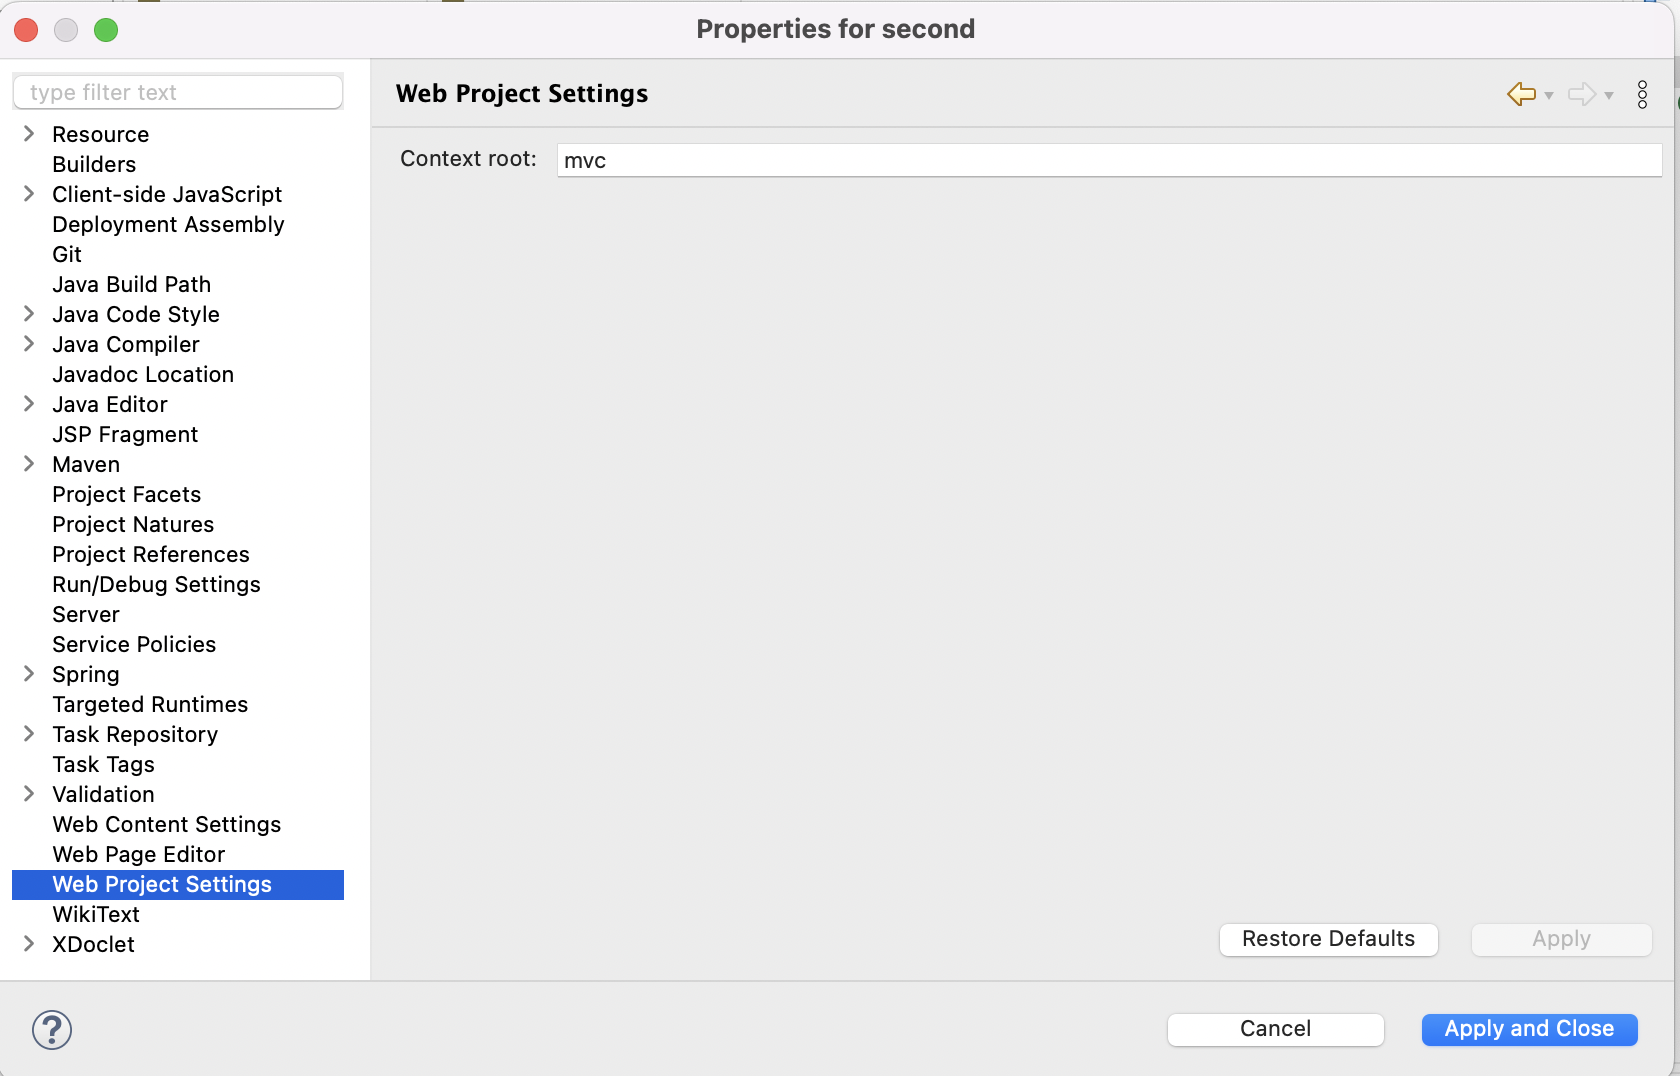 Properties for second
type filter text
Resource
Builders
Client-side JavaScript
Deployment Assembly
Git
Java Build Path
Java Code Style
Java Compiler
Javadoc Location
Java Editor
JSP Fragment
Maven
Project Facets
Project Natures
Project References
Run/Debug Settings
Server
Service Policies
Spring
Targeted Runtimes
Task Repository
Task Tags
Validation
Web Content Settings
Web Page Editor
Web Project Settings
WikiText
XDoclet
Web Project Settings
Context root: mvc
Restore Defaults Apply
? Cancel Apply and Close